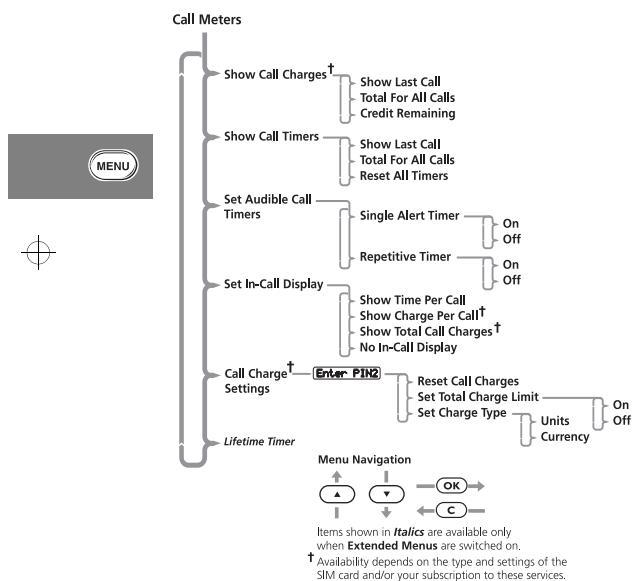 Call Meters
Show Call Charges†
Show Last Call
Total For All Calls
Credit Remaining
Show Call Timers
Show Last Call
Total For All Calls
Reset All Timers
MENU
Set Audible Call
Timers
Single Alert Timer
On
Off
Repetitive Timer
On
Off
Set In-Call Display
Show Time Per Call
Show Charge Per Call†
Show Total Call Charges†
No In-Call Display
Call Charge†
Settings
Enter PIN2
Reset Call Charges
Set Total Charge Limit
On
Off
Set Charge Type
Units
Currency
Lifetime Timer
Menu Navigation
OK
C
Items shown in Italics are available only
when Extended Menus are switched on.
† Availability depends on the type and settings of the
SIM card and/or your subscription to these services.